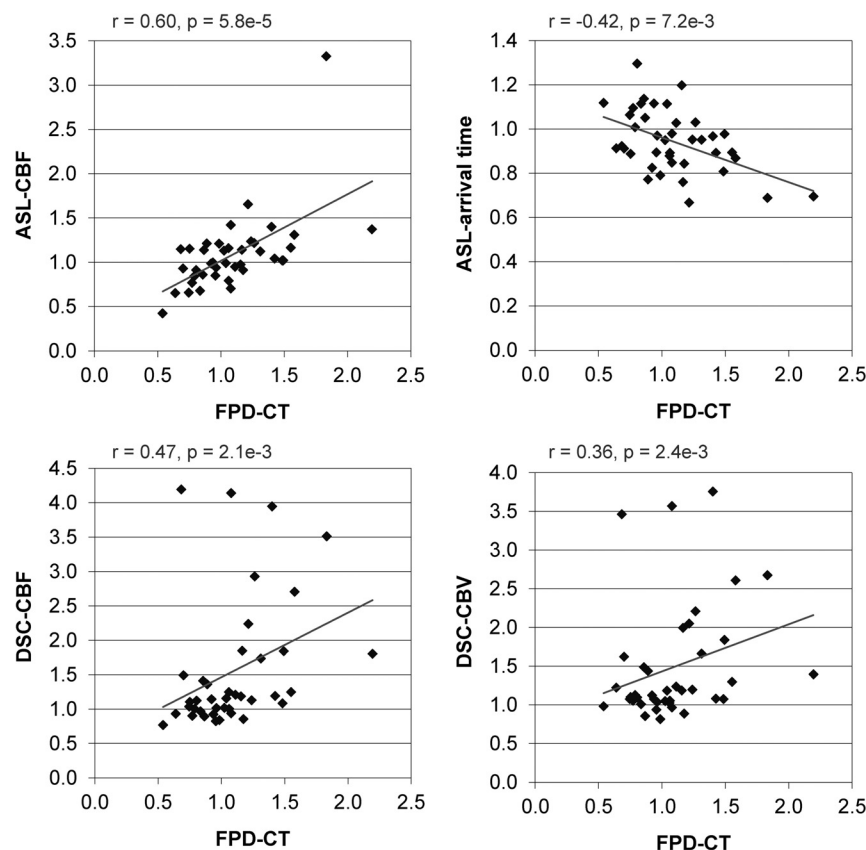 r = 0.60, p = 5.8e-5
3.5
3.0
2.5
2.0
1.5
1.0
0.5
0.0
ASL-CBF
0.0 0.5 1.0 1.5 2.0 2.5
FPD-CT
r = -0.42, p = 7.2e-3
1.4
1.2
1.0
0.8
0.6
0.4
0.2
0.0
ASL-arrival time
0.0 0.5 1.0 1.5 2.0 2.5
FPD-CT
r = 0.47, p = 2.1e-3
4.5
4.0
3.5
3.0
2.5
2.0
1.5
1.0
0.5
0.0
DSC-CBF
0.0 0.5 1.0 1.5 2.0 2.5
FPD-CT
r = 0.36, p = 2.4e-3
4.0
3.5
3.0
2.5
2.0
1.5
1.0
0.5
0.0
DSC-CBV
0.0 0.5 1.0 1.5 2.0 2.5
FPD-CT